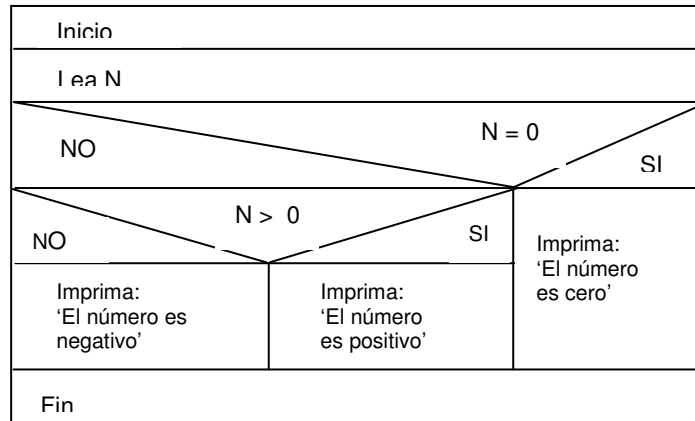 Inicio
Lea N
N = 0
NO
SI
N > 0
NO
SI
Imprima:
'El número
es cero'
Imprima:
‘El número es
negativo’
Imprima:
‘El número
es positivo’
Fin